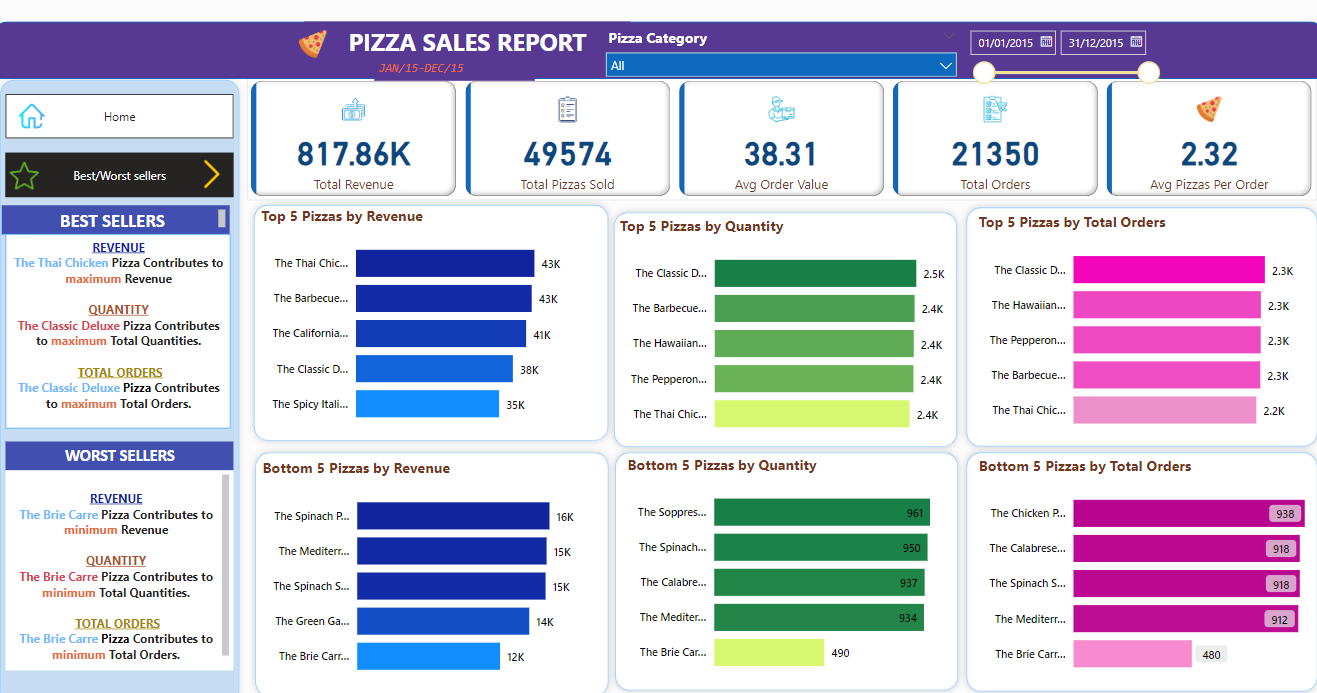 PIZZA SALES REPORT
JAN/15-DEC/15
Pizza Category
All
01/01/2015
31/12/2015
Home
Best/Worst sellers
817.86K
Total Revenue
49574
Total Pizzas Sold
38.31
Avg Order Value
21350
Total Orders
2.32
Avg Pizzas Per Order
BEST SELLERS
REVENUE
The Thai Chicken Pizza Contributes to
maximum Revenue
QUANTITY
The Classic Deluxe Pizza Contributes
to maximum Total Quantities.
TOTAL ORDERS
The Classic Deluxe Pizza Contributes
to maximum Total Orders.
WORST SELLERS
REVENUE
The Brie Carre Pizza Contributes to
minimum Revenue
QUANTITY
The Brie Carre Pizza Contributes to
minimum Total Quantities.
TOTAL ORDERS
The Brie Carre Pizza Contributes to
minimum Total Orders.
Top 5 Pizzas by Revenue
The Thai Chic... 43K
The Barbecue... 43K
The California... 41K
The Classic D... 38K
The Spicy Itali... 35K
Top 5 Pizzas by Quantity
The Classic D... 2.5K
The Barbecue... 2.4K
The Hawaiian... 2.4K
The Pepperon... 2.4K
The Thai Chic... 2.4K
Top 5 Pizzas by Total Orders
The Classic D... 2.3K
The Hawaiian... 2.3K
The Pepperon... 2.3K
The Barbecue... 2.3K
The Thai Chic... 2.2K
Bottom 5 Pizzas by Revenue
The Spinach P... 16K
The Mediterr... 15K
The Spinach S... 15K
The Green Ga... 14K
The Brie Carr... 12K
Bottom 5 Pizzas by Quantity
The Soppres... 961
The Spinach... 950
The Calabre... 937
The Mediter... 934
The Brie Car... 490
Bottom 5 Pizzas by Total Orders
The Chicken P... 938
The Calabrese... 918
The Spinach S... 918
The Mediterr... 912
The Brie Carr... 480